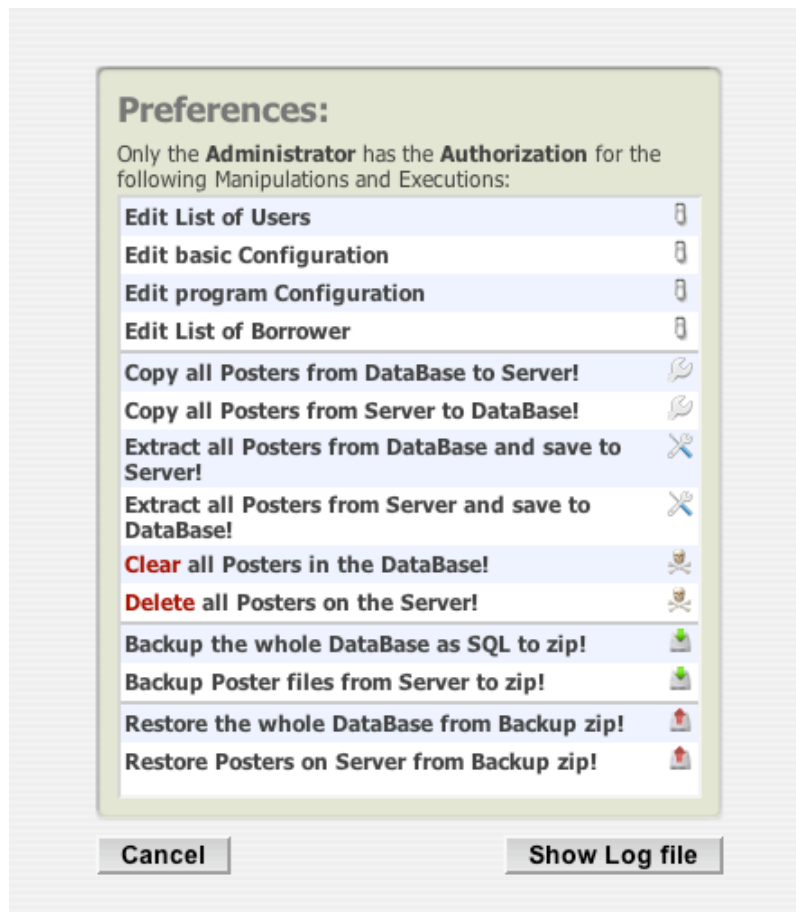 Preferences:
Only the Administrator has the Authorization for the
following Manipulations and Executions:
Edit List of Users
Edit basic Configuration
Edit program Configuration
Edit List of Borrower
Copy all Posters from DataBase to Server!
Copy all Posters from Server to DataBase!
Extract all Posters from DataBase and save to
Server!
Extract all Posters from Server and save to
DataBase!
Clear all Posters in the DataBase!
Delete all Posters on the Server!
Backup the whole DataBase as SQL to zip!
Backup Poster files from Server to zip!
Restore the whole DataBase from Backup zip!
Restore Posters on Server from Backup zip!
Cancel
Show Log file